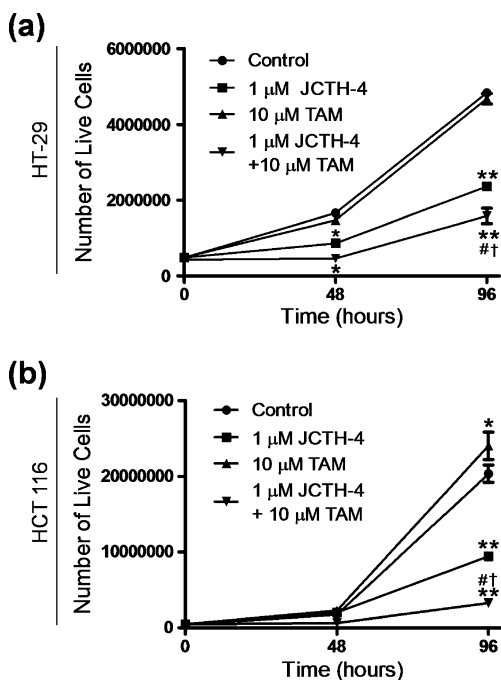 (a)
HT-29
Number of Live Cells
6000000
4000000
2000000
0
Control
1 μM JCTH-4
10 μM TAM
1 μM JCTH-4
+10 μM TAM
*
*
**
**
#†
0
48
96
Time (hours)
(b)
HCT 116
Number of Live Cells
30000000
20000000
10000000
0
Control
1 μM JCTH-4
10 μM TAM
1 μM JCTH-4
+ 10 μM TAM
*
**
#†
**
0
48
96
Time (hours)